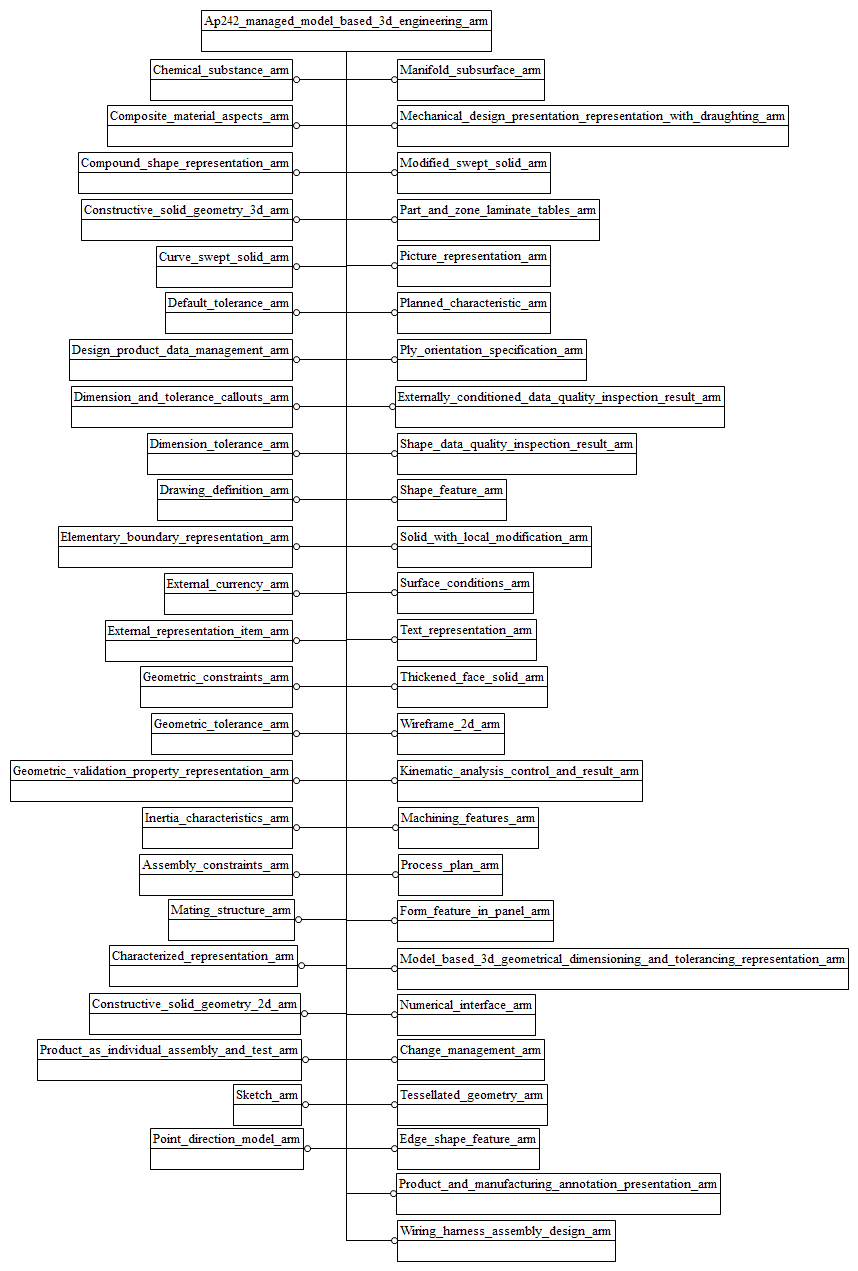 Ap242_managed_model_based_3d_engineering_arm
Chemical_substance_arm
Manifold_subsurface_arm
Composite_material_aspects_arm
Mechanical_design_presentation_representation_with_draughting_arm
Compound_shape_representation_arm
Modified_swept_solid_arm
Constructive_solid_geometry_3d_arm
Part_and_zone_laminate_tables_arm
Curve_swept_solid_arm
Picture_representation_arm
Default_tolerance_arm
Planned_characteristic_arm
Design_product_data_management_arm
Ply_orientation_specification_arm
Dimension_and_tolerance_callouts_arm
Externally_conditioned_data_quality_inspection_result_arm
Dimension_tolerance_arm
Shape_data_quality_inspection_result_arm
Drawing_definition_arm
Shape_feature_arm
Elementary_boundary_representation_arm
Solid_with_local_modification_arm
External_currency_arm
Surface_conditions_arm
External_representation_item_arm
Text_representation_arm
Geometric_constraints_arm
Thickened_face_solid_arm
Geometric_tolerance_arm
Wireframe_2d_arm
Geometric_validation_property_representation_arm
Kinematic_analysis_control_and_result_arm
Inertia_characteristics_arm
Machining_features_arm
Assembly_constraints_arm
Process_plan_arm
Mating_structure_arm
Form_feature_in_panel_arm
Characterized_representation_arm
Model_based_3d_geometrical_dimensioning_and_tolerancing_representation_arm
Constructive_solid_geometry_2d_arm
Numerical_interface_arm
Product_as_individual_assembly_and_test_arm
Change_management_arm
Sketch_arm
Tessellated_geometry_arm
Point_direction_model_arm
Edge_shape_feature_arm
Product_and_manufacturing_annotation_presentation_arm
Wiring_harness_assembly_design_arm